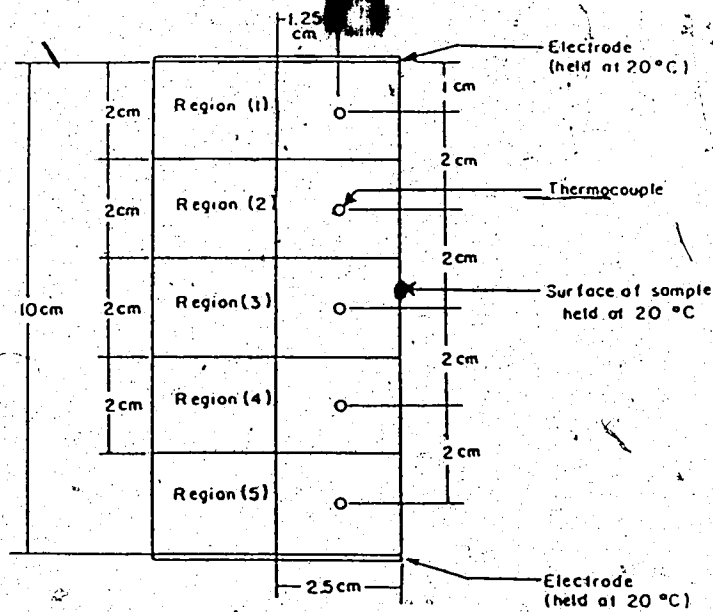 1.25
cm
Electrode
(held at 20°C)
cm
2cm
Region (1)
2cm
Thermocouple
2cm
Region (2)
2cm
Surface of sample
held at 20 °C
10cm
2cm
Region (3)
2cm
2cm
Region (4)
2cm
Region (5)
2.5cm
Electrode
(held at 20 °C)